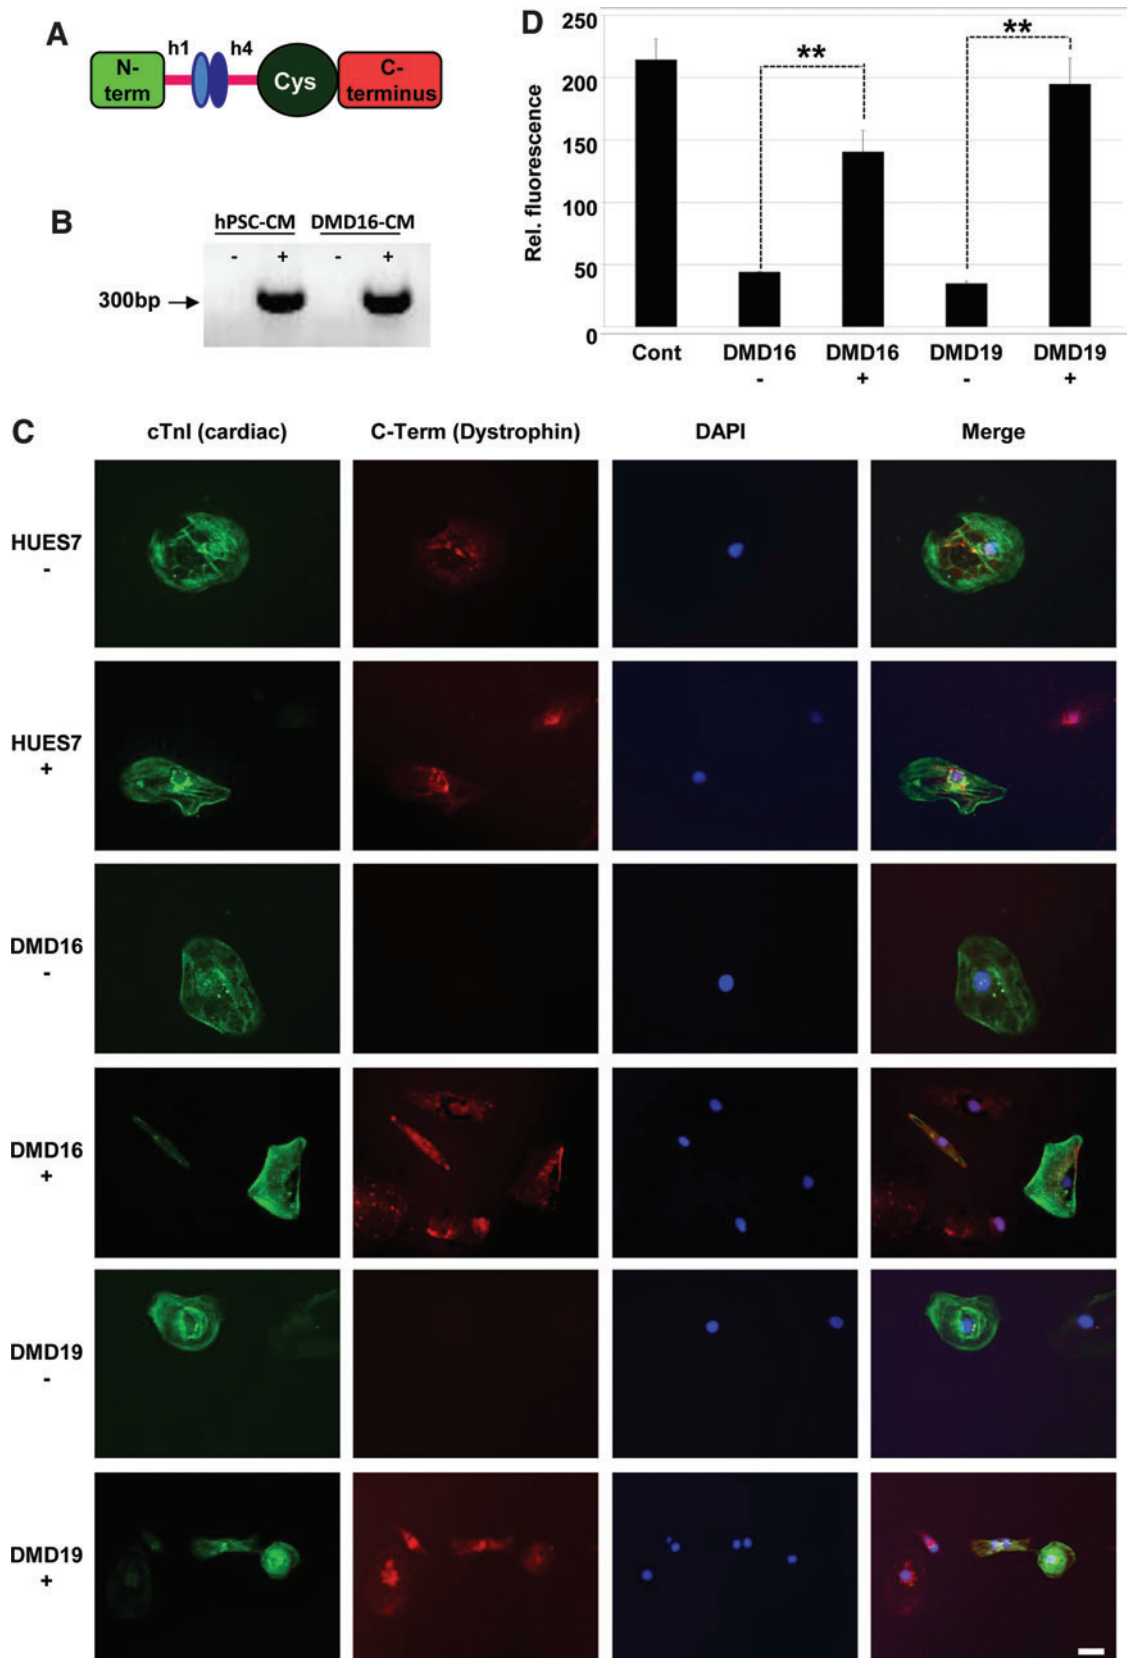 A
N-
term
h1
h4
Cys
C-
terminus
B
hPSC-CM DMD16-CM
- + - +
300bp
D
Rel. fluorescence
250
200
150
100
50
0
**
**
Cont DMD16 DMD16 DMD19 DMD19
- + - +
C
cTnI (cardiac) C-Term (Dystrophin) DAPI Merge
HUES7
-
HUES7
+
DMD16
-
DMD16
+
DMD19
-
DMD19
+